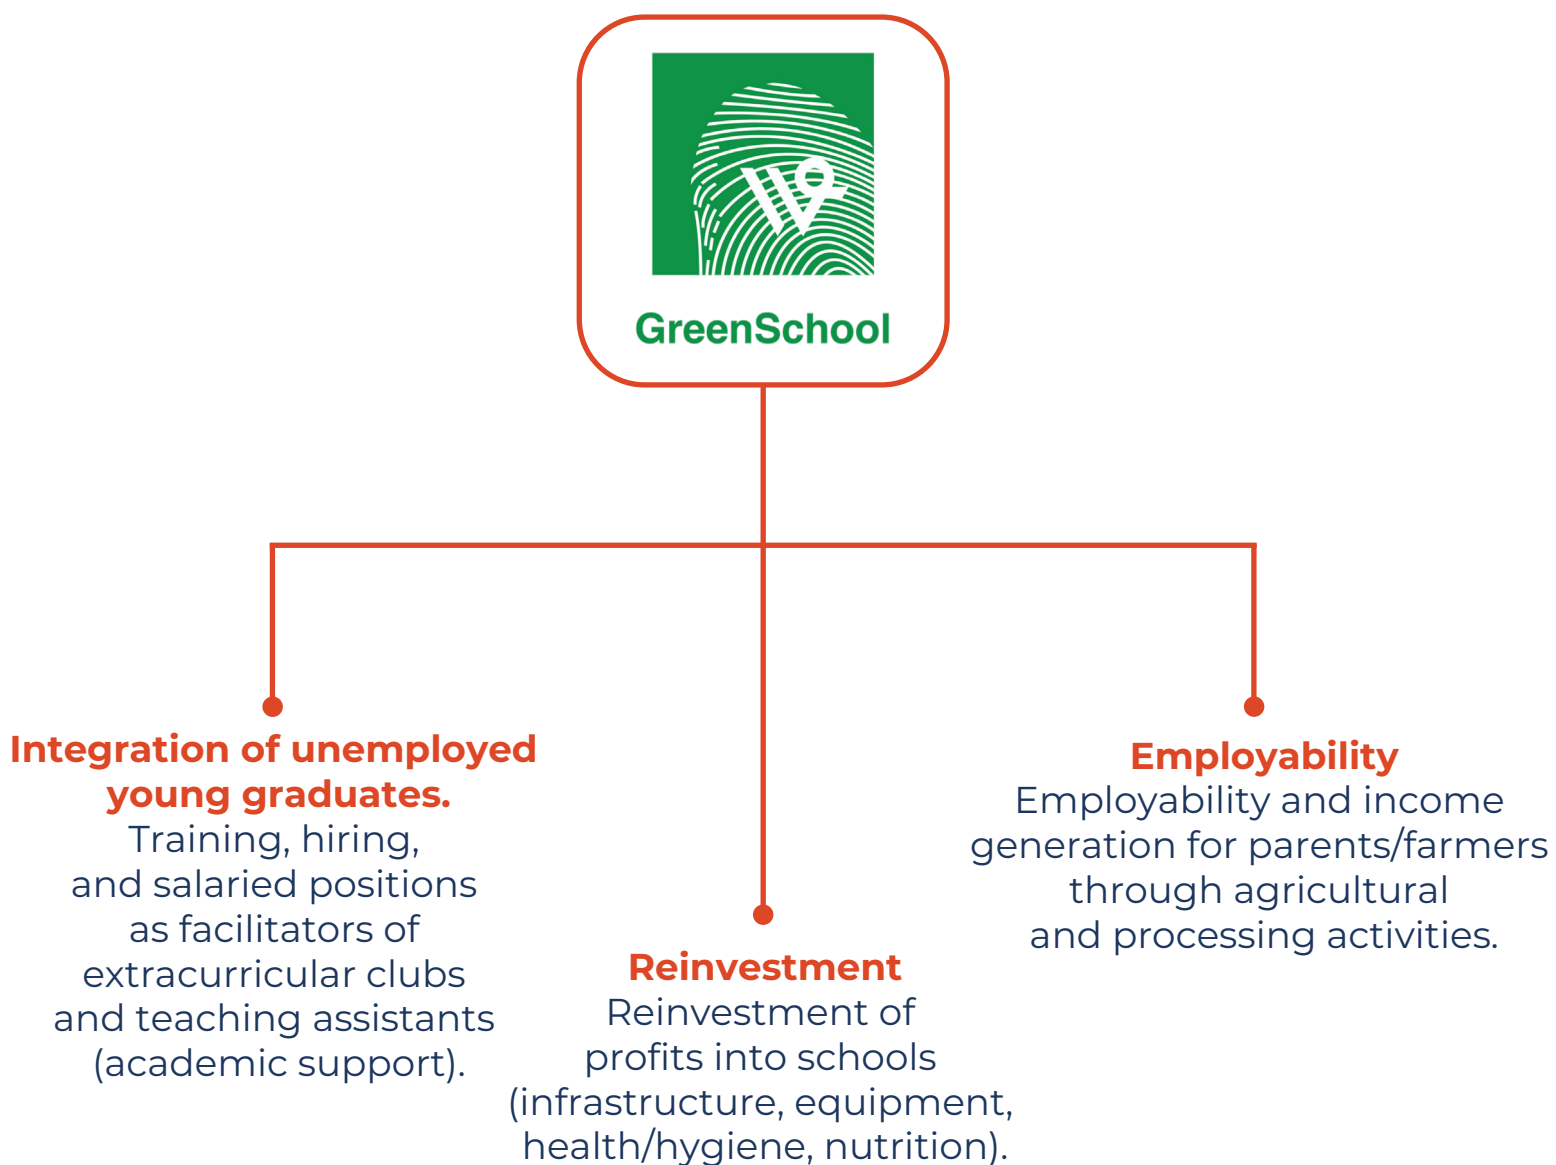 GreenSchool
Integration of unemployed
young graduates.
Training, hiring,
and salaried positions
as facilitators of
extracurricular clubs
and teaching assistants
(academic support).
Reinvestment
Reinvestment of
profits into schools
(infrastructure, equipment,
health/hygiene, nutrition).
Employability
Employability and income
generation for parents/farmers
through agricultural
and processing activities.